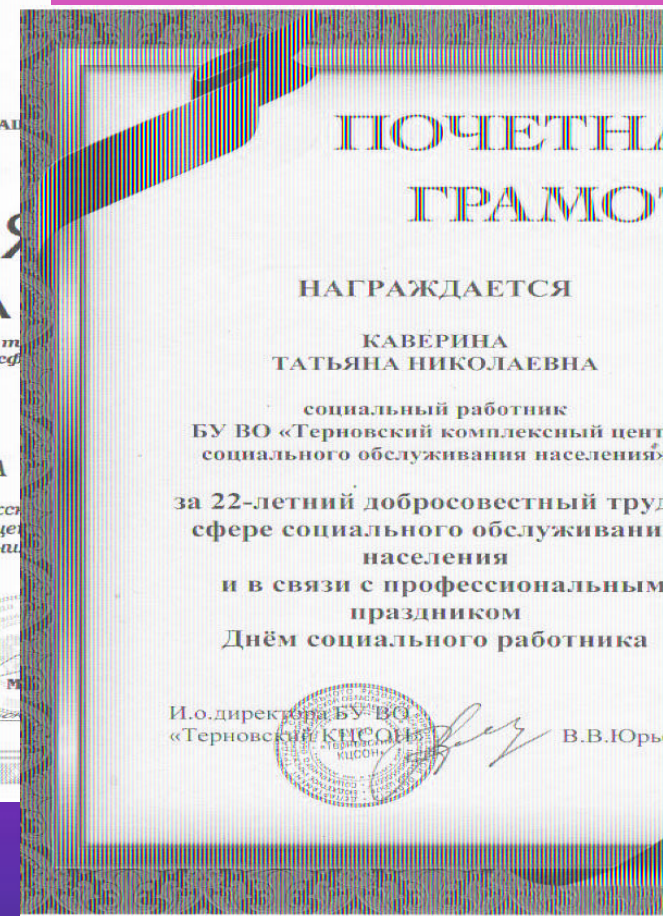 ПОЧЕТНА
ГРАМОТ
НАГРАЖДАЕТСЯ
КАВЕРИНА
ТАТЬЯНА НИКОЛАЕВНА
социальный работник
БУ ВО «Терновский комплексный цент
социального обслуживания населения»
за 22-летний добросовестный труд
сфере социального обслуживани
населения
и в связи с профессиональным
праздником
Днём социального работника
И.о.директора БУ ВО
«Терновский КЦСОН»
В.В.Юрь